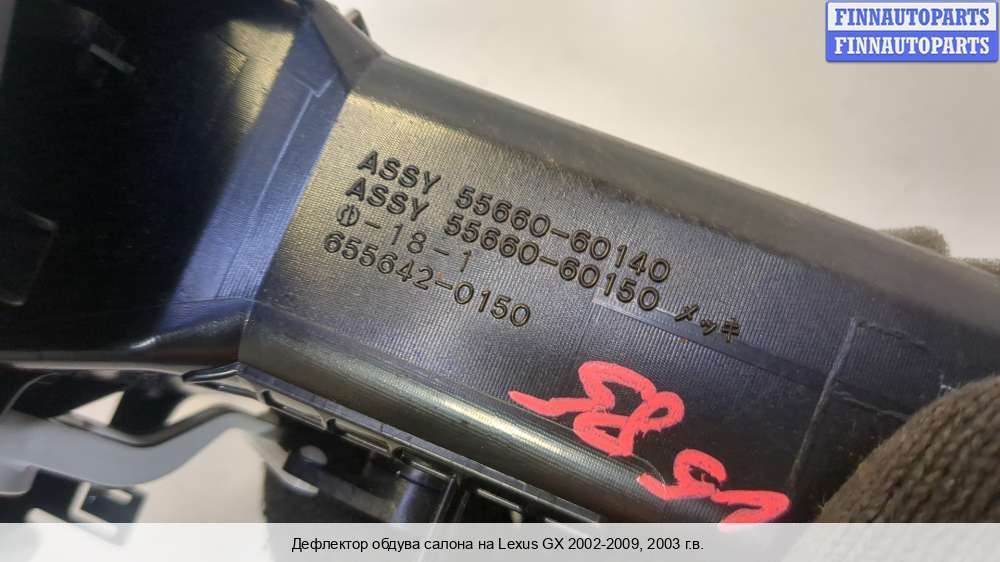 FINNAUTOPARTS
FINNAUTOPARTS
ASSY 55660-60140
ASSY 55660-60150 メッキ
Ф-18-1
655642-0150
Дефлектор обдува салона на Lexus GX 2002-2009, 2003 г.в.